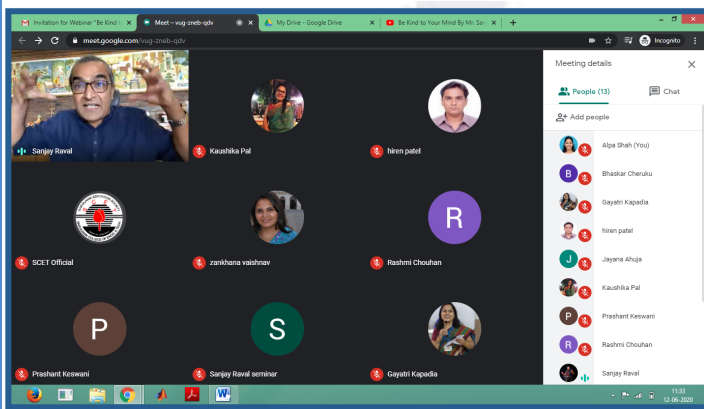 Invitation for Webinar "Be Kind t
Meet – vug-zneb-qdv
My Drive - Google Drive
Be Kind to Your Mind By Mr. San
meet.google.com/vug-zneb-qdv
Incognito
Meeting details
People (13)
Chat
Add people
Sanjay Raval
Kaushika Pal
hiren patel
SCET Official
zankhana vaishnav
R
Rashmi Chouhan
P
Prashant Keswani
S
Sanjay Raval seminar
Gayatri Kapadia
Alpa Shah (You)
B
Bhaskar Cheruku
Gayatri Kapadia
hiren patel
J
Jayana Ahuja
Kaushika Pal
P
Prashant Keswani
R
Rashmi Chouhan
Sanjay Raval
W
11:33
12-06-2020